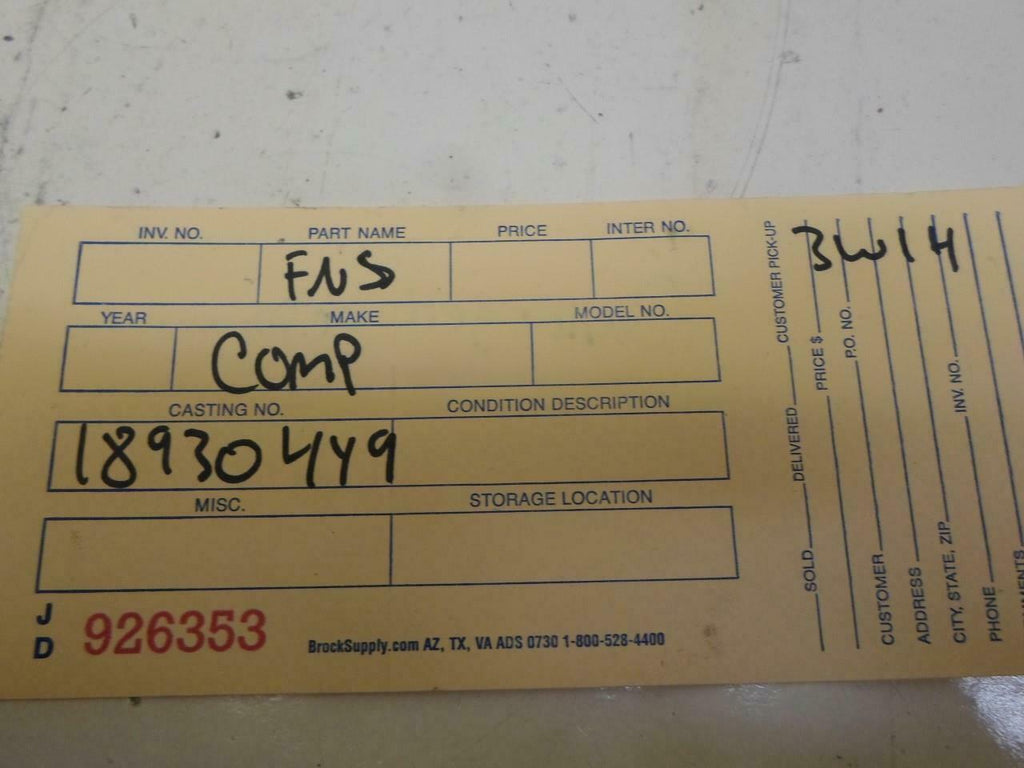 INV. NO. PART NAME PRICE INTER NO.
FNS
YEAR MAKE MODEL NO.
COMP
CASTING NO. CONDITION DESCRIPTION
18930449
MISC. STORAGE LOCATION
J
D
926353
BrockSupply.com AZ, TX, VA ADS 0730 1-800-528-4400
SOLD DELIVERED CUSTOMER PICK-UP
PRICE $
P.O. NO.
CUSTOMER
ADDRESS
CITY, STATE, ZIP INV. NO.
PHONE